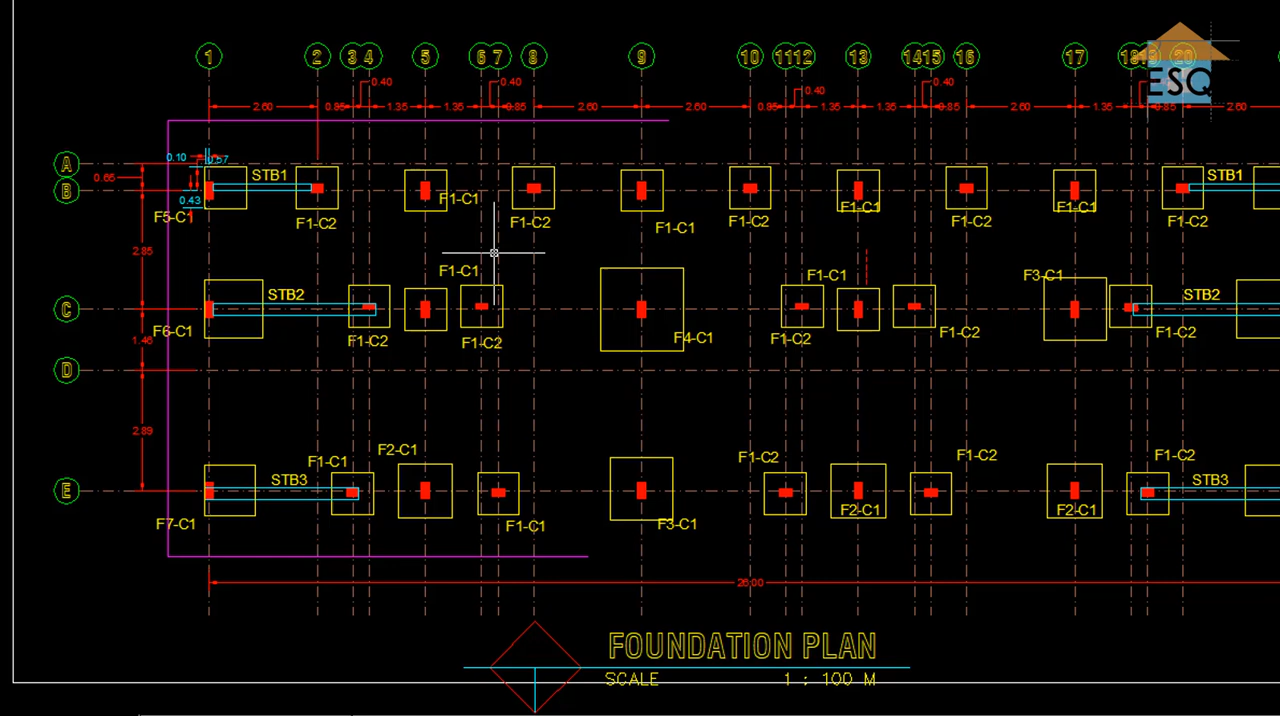 1 2 3 4 5 6 7 8 9 10 11 12 13 14 15 16 17 18
ESQ
0.40 0.40 0.40 0.40
2.60 0.85 1.35 1.35 0.85 2.60 2.60 0.85 1.35 1.35 0.85 2.60 1.35 0.85 2.60
A
0.10 0.57
0.65
STB1 STB1
B
0.43
F1-C1 F1-C1 F1-C1
F5-C1 F1-C2 F1-C2 F1-C1 F1-C2 F1-C2 F1-C2
2.85
F1-C1 F1-C1 F3-C1
STB2 STB2
C
F6-C1 F1-C2 F1-C2 F4-C1 F1-C2 F1-C2 F1-C2
D
2.89
F1-C1 F2-C1 F1-C2 F1-C2 F1-C2
STB3 STB3
E
F7-C1 F1-C1 F3-C1 F2-C1 F2-C1
26.00
FOUNDATION PLAN
SCALE 1 : 100 M